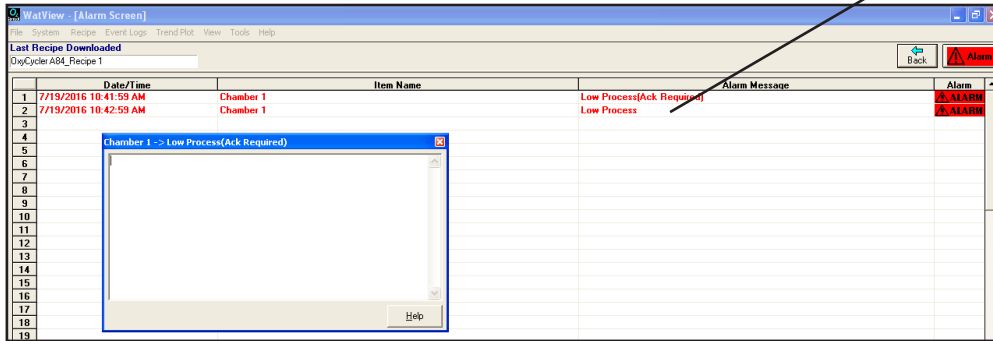 WatView - [Alarm Screen]
File System Recipe Event Logs Trend Plot View Tools Help
Last Recipe Downloaded
OxyCycler A84_Recipe 1
Back
Alarm
Date/Time Item Name Alarm Message Alarm
1 7/19/2016 10:41:59 AM Chamber 1 Low Process(Ack Required) ALARM
2 7/19/2016 10:42:59 AM Chamber 1 Low Process ALARM
3
4
Chamber 1 -> Low Process(Ack Required)
5
6
7
8
9
10
11
12
13
14
15
16
17
Help
18
19